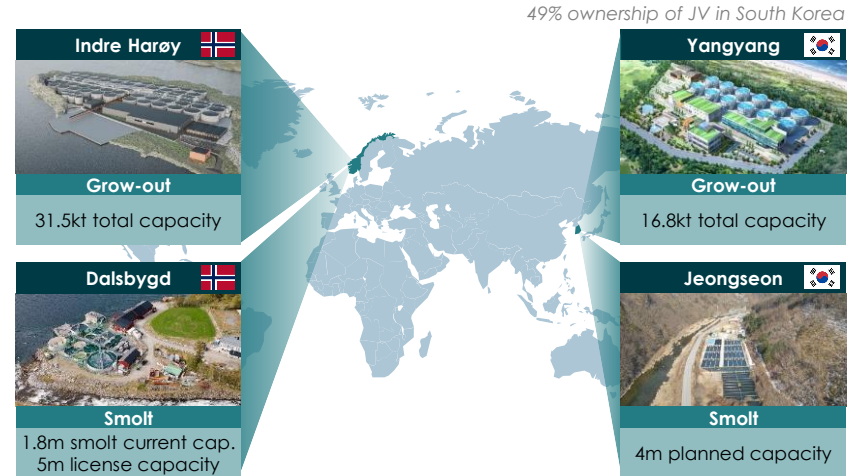 49% ownership of JV in South Korea
Indre Harøy
Grow-out
31.5kt total capacity
Yangyang
Grow-out
16.8kt total capacity
Dalsbygd
Smolt
1.8m smolt current cap.
5m license capacity
Jeongseon
Smolt
4m planned capacity